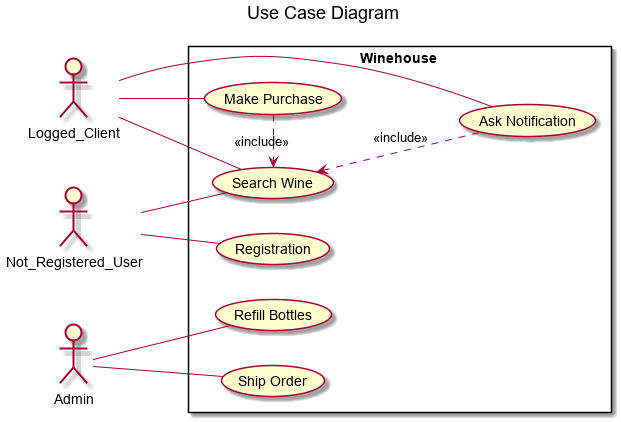 Use Case Diagram
Winehouse
Make Purchase
Ask Notification
Logged_Client
«include»
«include»
Search Wine
Registration
Not_Registered_User
Refill Bottles
Ship Order
Admin